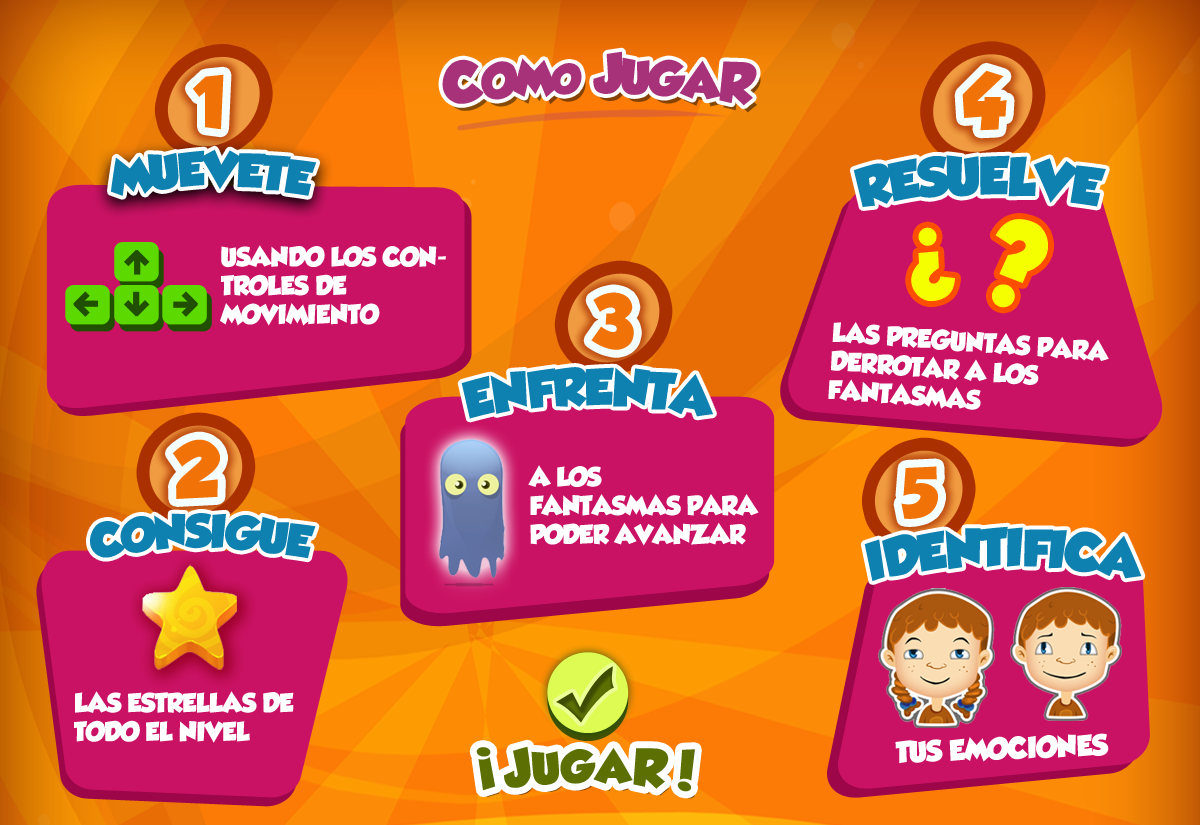 COMO JUGAR
1
MUEVETE
USANDO LOS CON-
TROLES DE
MOVIMIENTO
2
CONSIGUE
LAS ESTRELLAS DE
TODO EL NIVEL
3
ENFRENTA
A LOS
FANTASMAS PARA
PODER AVANZAR
4
RESUELVE
¿ ?
LAS PREGUNTAS PARA
DERROTAR A LOS
FANTASMAS
5
IDENTIFICA
TUS EMOCIONES
¡JUGAR!